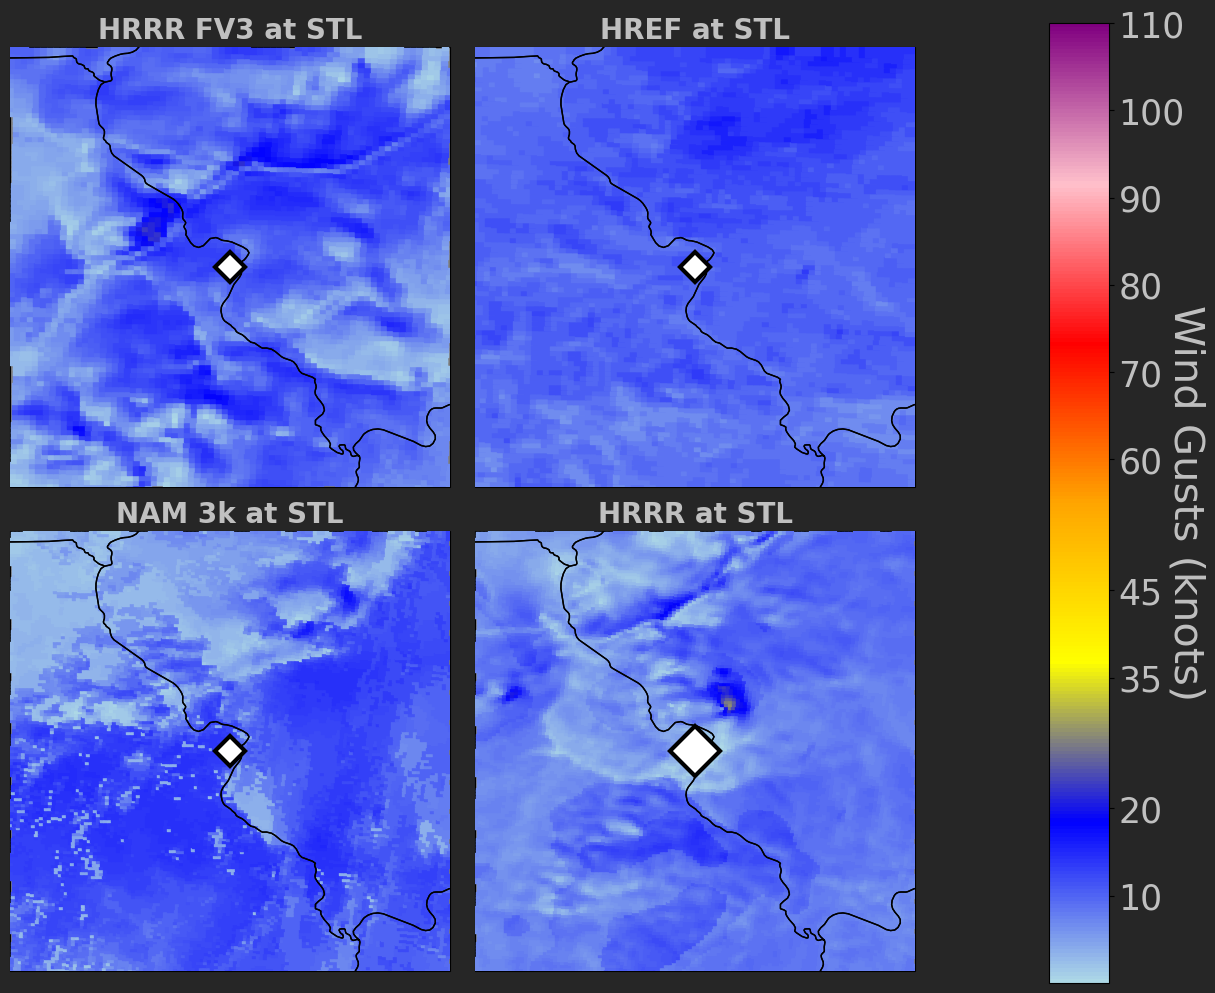 HRRR FV3 at STL
HREF at STL
NAM 3k at STL
HRRR at STL
110
100
90
80
70
60
45
35
20
10
Wind Gusts (knots)